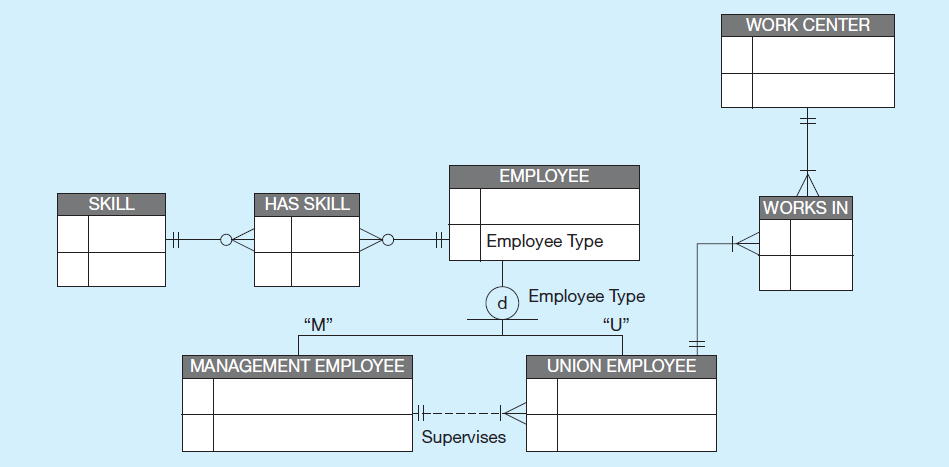 WORK CENTER
EMPLOYEE
SKILL
HAS SKILL
WORKS IN
Employee Type
d
Employee Type
“M”
“U”
MANAGEMENT EMPLOYEE
UNION EMPLOYEE
Supervises